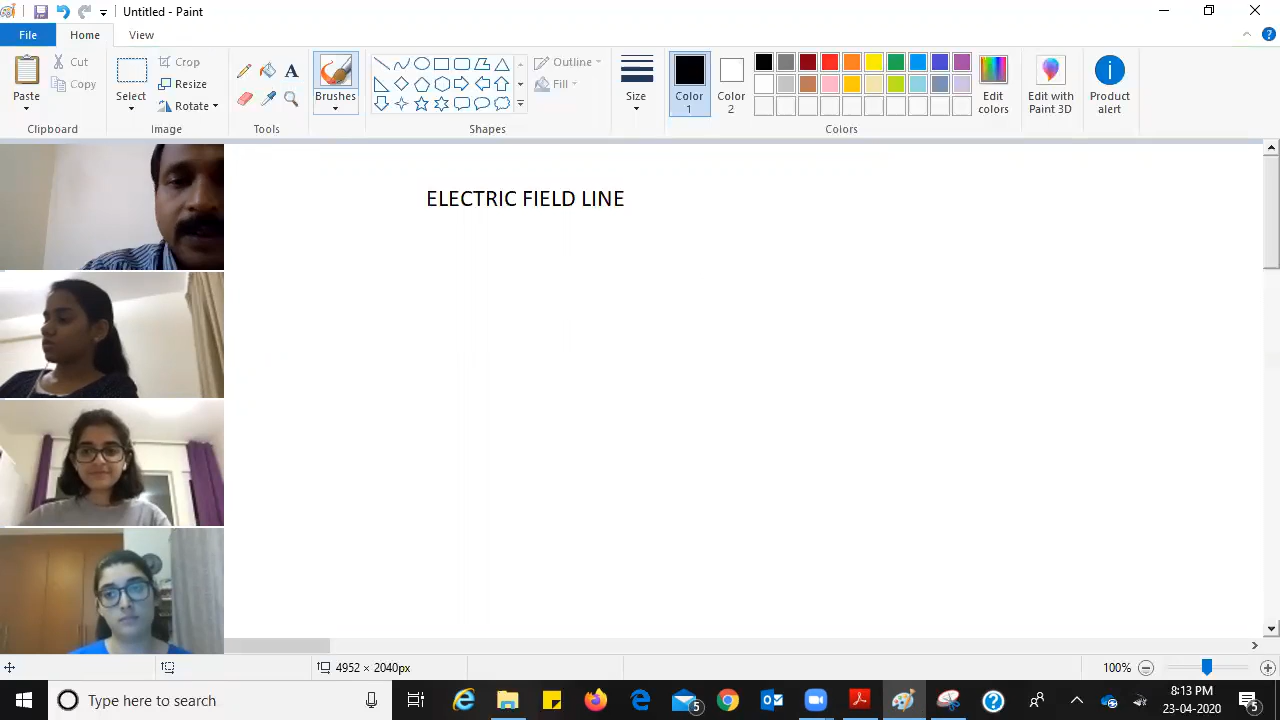 Untitled - Paint
File
Home
View
Paste
Cut
Copy
Clipboard
Select
Crop
Resize
Rotate
Image
A
Tools
Brushes
Outline
Fill
Shapes
Size
Color 1
Color 2
Edit colors
Colors
Edit with Paint 3D
Product alert
ELECTRIC FIELD LINE
4952 × 2040px
100%
Type here to search
5
8:13 PM
23-04-2020
5